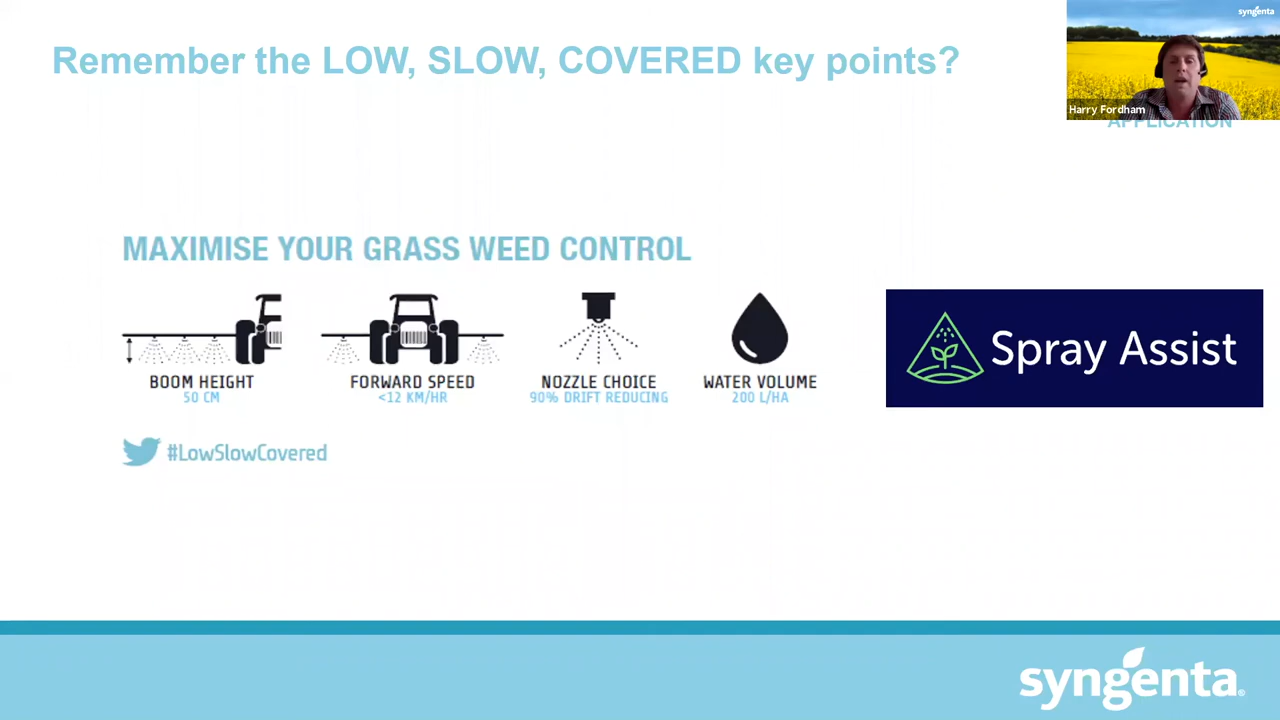 Remember the LOW, SLOW, COVERED key points?
syngenta
Harry Fordham
APPLICATION
MAXIMISE YOUR GRASS WEED CONTROL
BOOM HEIGHT
50 CM
FORWARD SPEED
<12 KM/HR
NOZZLE CHOICE
90% DRIFT REDUCING
WATER VOLUME
200 L/HA
Spray Assist
#LowSlowCovered
syngenta®